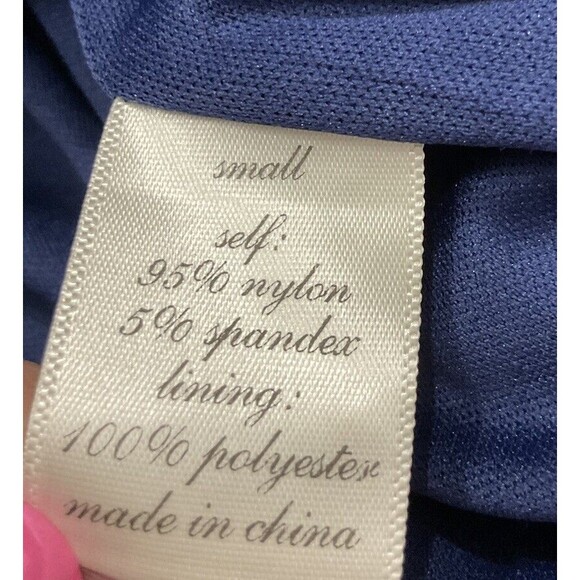 small
self:
95% nylon
5% spandex
lining:
100% polyester
made in china